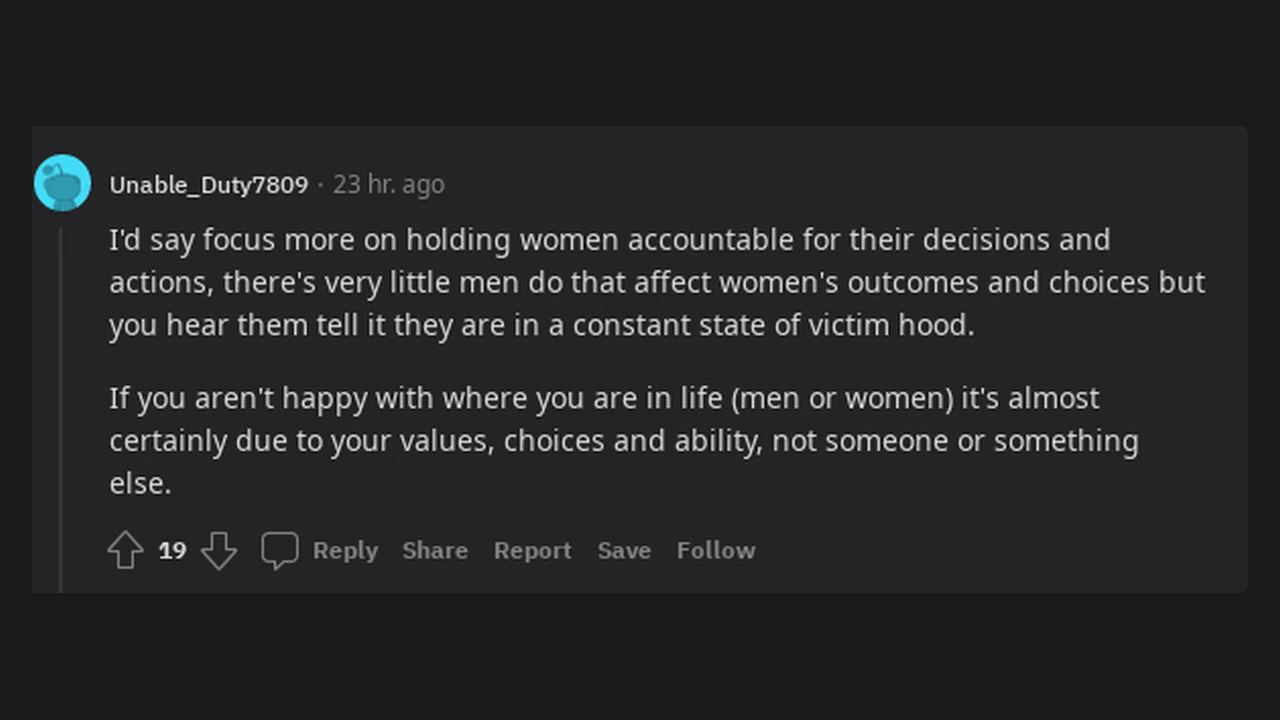 Unable_Duty7809 · 23 hr. ago
I'd say focus more on holding women accountable for their decisions and
actions, there's very little men do that affect women's outcomes and choices but
you hear them tell it they are in a constant state of victim hood.
If you aren't happy with where you are in life (men or women) it's almost
certainly due to your values, choices and ability, not someone or something
else.
19 Reply Share Report Save Follow